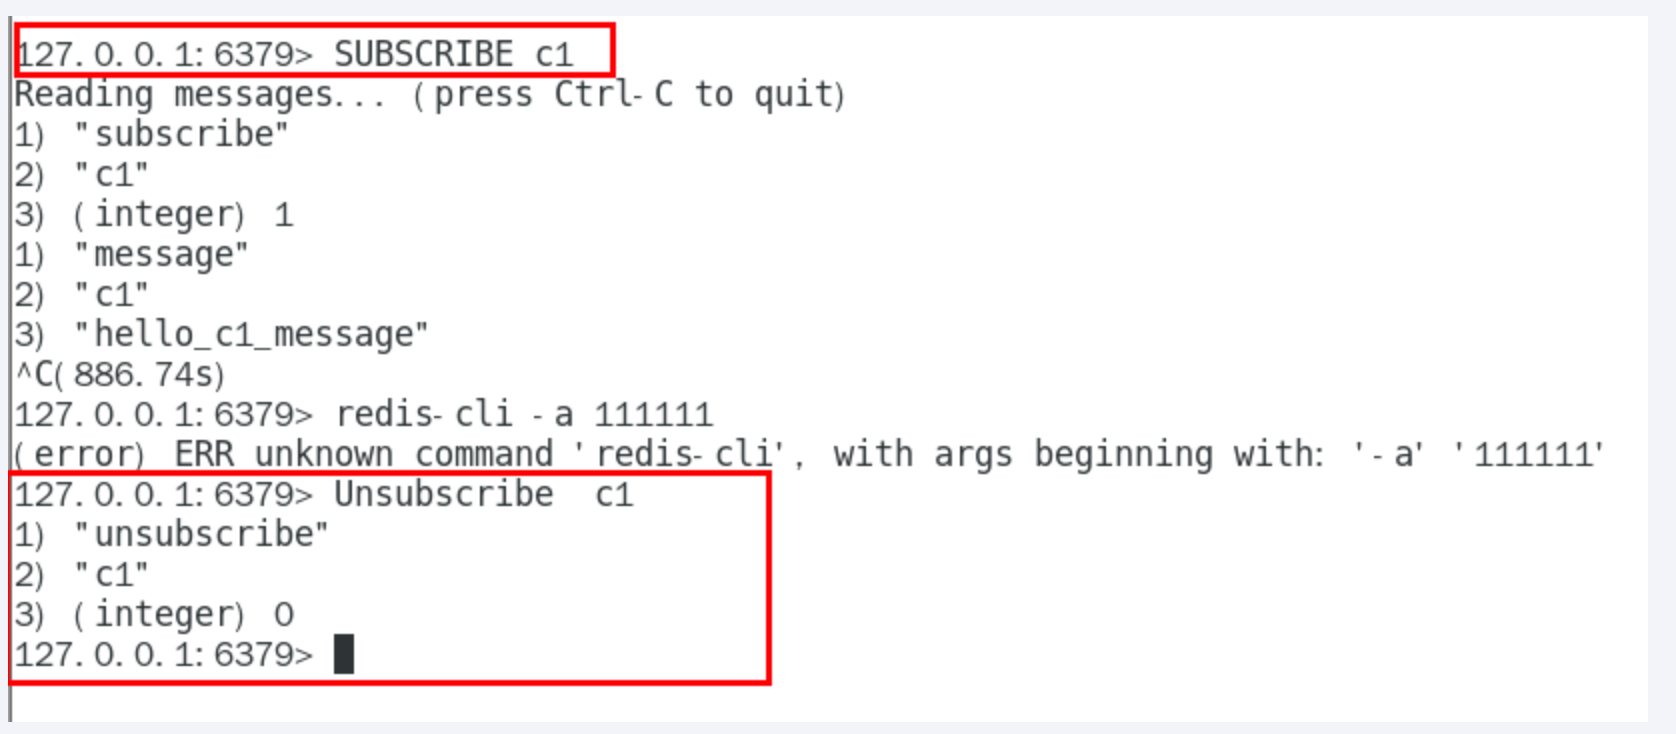 127.0.0.1:6379> SUBSCRIBE c1
Reading messages... (press Ctrl-C to quit)
1) "subscribe"
2) "c1"
3) (integer) 1
1) "message"
2) "c1"
3) "hello_c1_message"
^C(886.74s)
127.0.0.1:6379> redis-cli -a 111111
(error) ERR unknown command 'redis-cli', with args beginning with: '-a' '111111'
127.0.0.1:6379> Unsubscribe  c1
1) "unsubscribe"
2) "c1"
3) (integer) 0
127.0.0.1:6379>